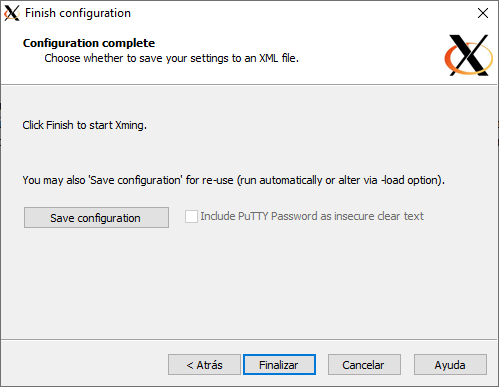 Finish configuration
Configuration complete
Choose whether to save your settings to an XML file.
Click Finish to start Xming.
You may also 'Save configuration' for re-use (run automatically or alter via -load option).
Save configuration
Include PuTTY Password as insecure clear text
< Atrás
Finalizar
Cancelar
Ayuda